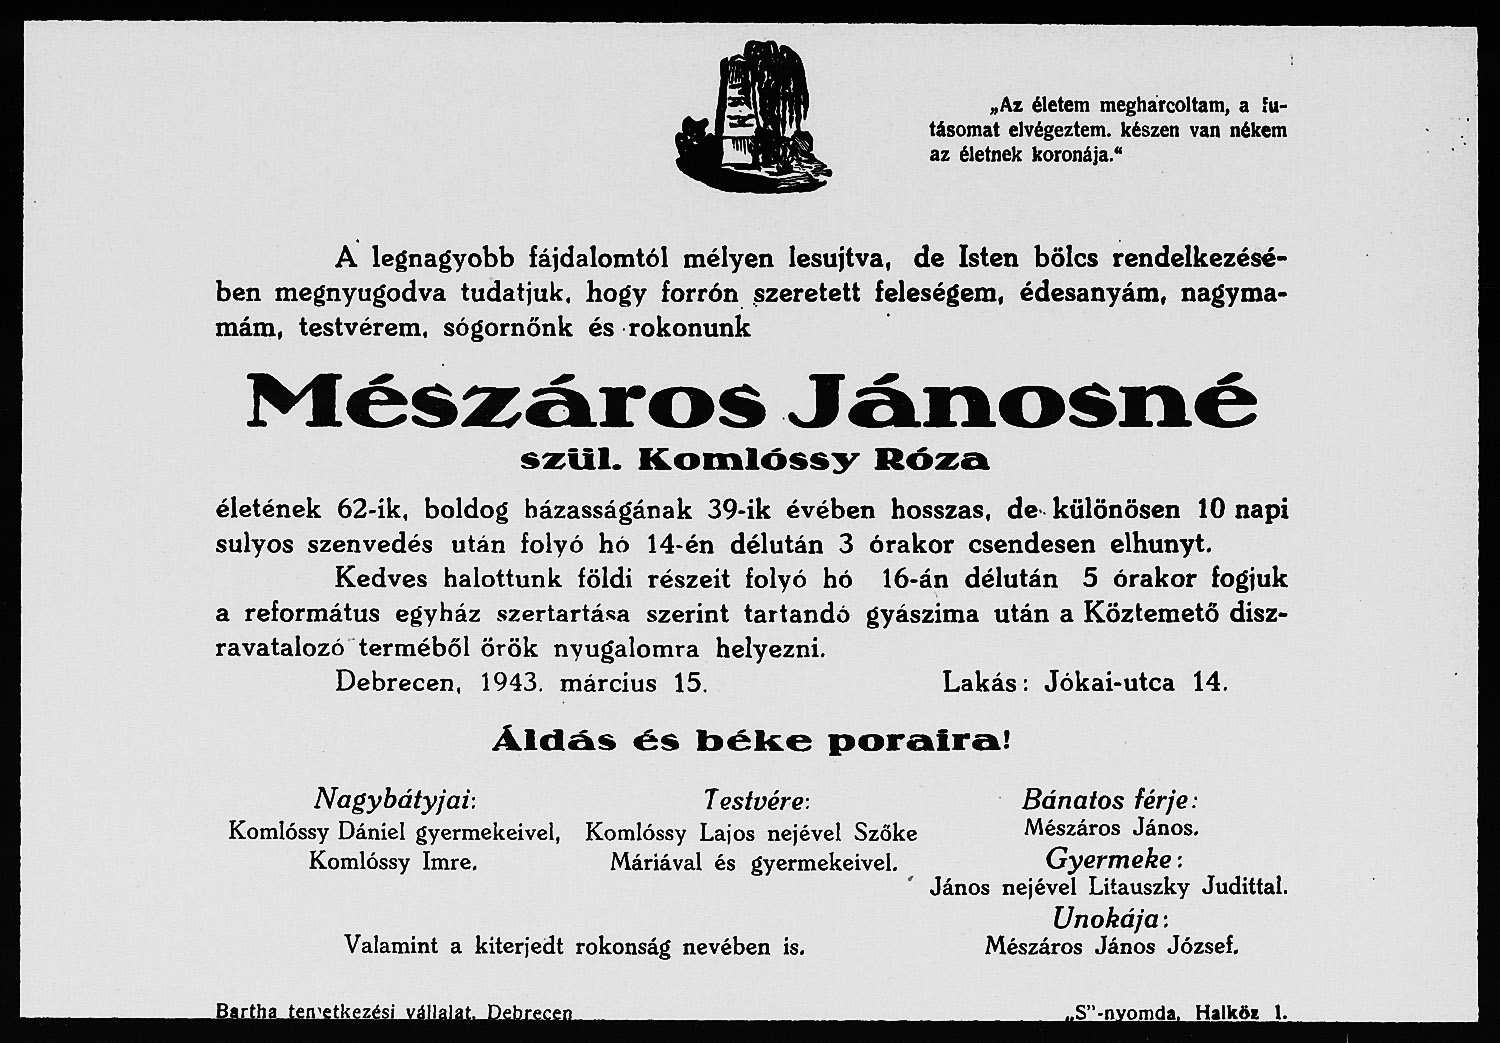 „Az életem megharcoltam, a fu-
tásomat elvégeztem. készen van nékem
az életnek koronája.“
A legnagyobb fájdalomtól mélyen lesujtva, de Isten bölcs rendelkezésé-
ben megnyugodva tudatjuk, hogy forrón szeretett feleségem, édesanyám, nagyma-
mám, testvérem, sógornőnk és rokonunk
Mészáros Jánosné
szül. Komlóssy Róza
életének 62-ik, boldog házasságának 39-ik évében hosszas, de különösen 10 napi
sulyos szenvedés után folyó hó 14-én délután 3 órakor csendesen elhunyt.
Kedves halottunk földi részeit folyó hó 16-án délután 5 órakor fogjuk
a református egyház szertartása szerint tartandó gyászima után a Köztemető disz-
ravatalozó terméből örök nyugalomra helyezni.
Debrecen, 1943. március 15. Lakás: Jókai-utca 14.
Áldás és béke poraira!
Nagybátyjai:
Komlóssy Dániel gyermekeivel,
Komlóssy Imre.
Testvére:
Komlóssy Lajos nejével Szőke
Máriával és gyermekeivel.
Bánatos férje:
Mészáros János.
Gyermeke:
János nejével Litauszky Judittal.
Unokája:
Mészáros János József.
Valamint a kiterjedt rokonság nevében is.
Bartha temetkezési vállalat, Debrecen „S”-nyomda, Halköz 1.